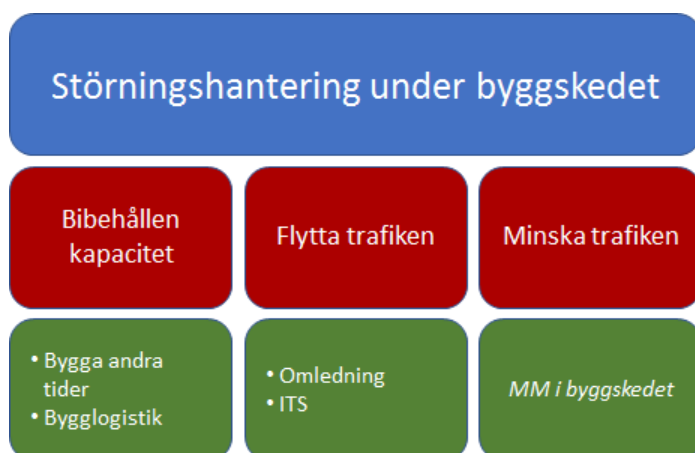 Störningshantering under byggskedet
Bibehållen
kapacitet
Flytta trafiken
Minska trafiken
• Bygga andra
tider
• Bygglogistik
• Omledning
• ITS
MM i byggskedet